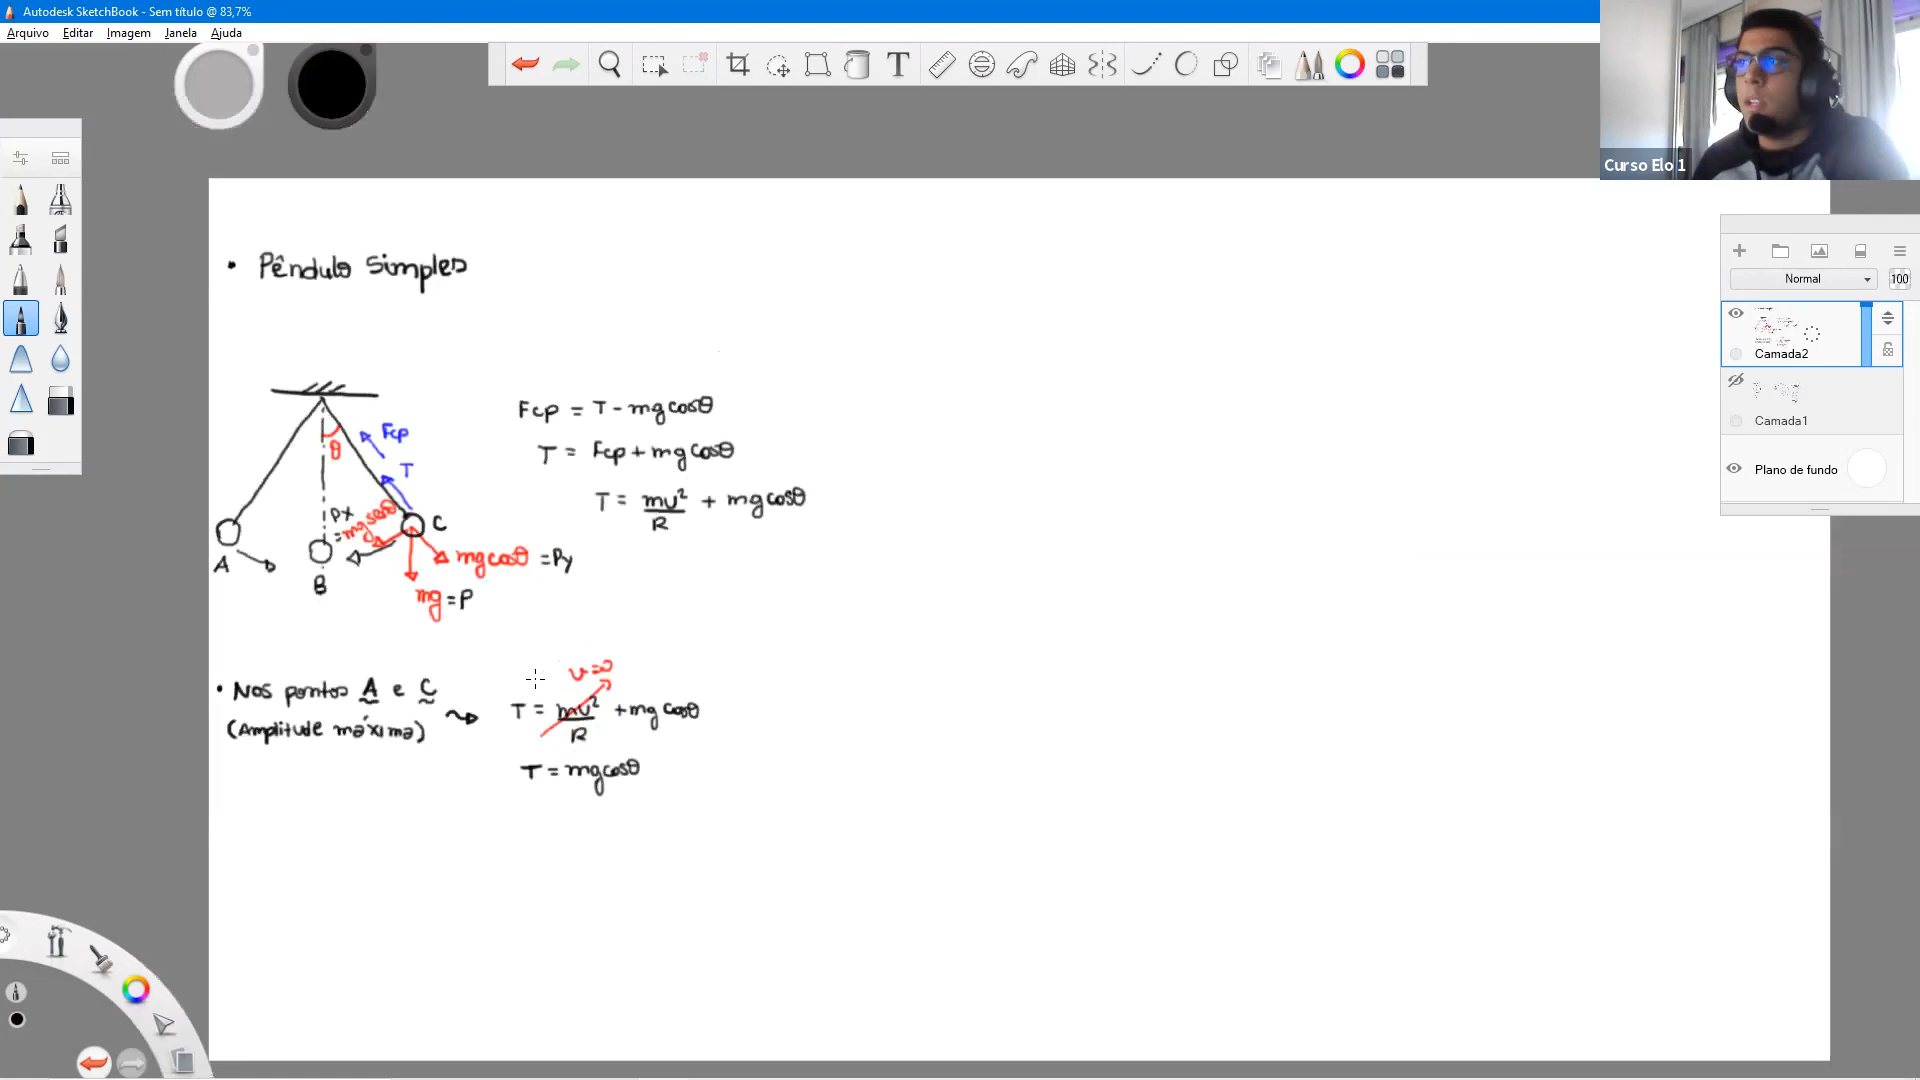 Autodesk SketchBook - Sem título @ 83,7%
Arquivo Editar Imagem Janela Ajuda
Curso Elo 1
Normal 100
Camada2
Camada1
Plano de fundo
• Pêndulo Simples
Fcp
θ
T
Px
=mg senθ
C
A
B
mg cosθ = Py
mg = P
Fcp = T - mg cosθ
T = Fcp + mg cosθ
T = mv²/R + mg cosθ
• Nos pontos A e C
(Amplitude máxima)
v=0
T = mv²/R + mg cosθ
T = mg cosθ